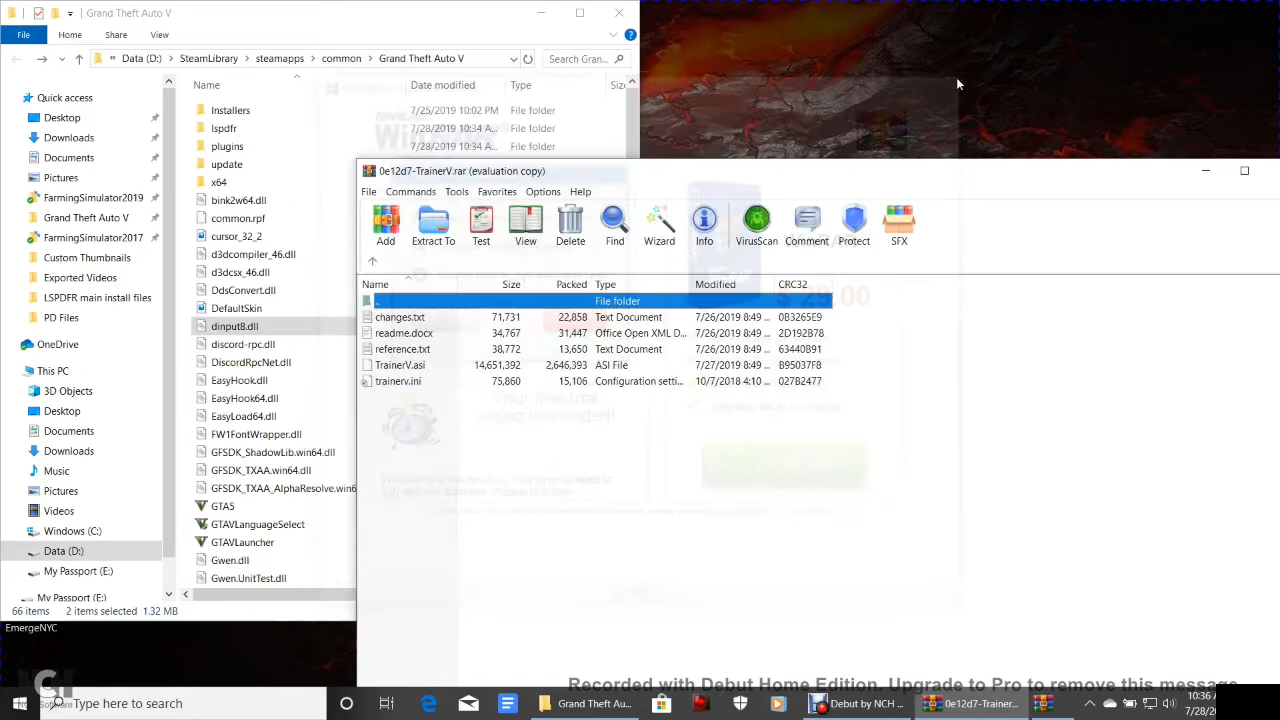 Grand Theft Auto V
File Home Share View
« Data (D:) > SteamLibrary > steamapps > common > Grand Theft Auto V
Search Gran...
Name Date modified Type Size
Quick access
Desktop
Downloads
Documents
Pictures
FarmingSimulator2019
Grand Theft Auto V
FarmingSimulator2017
Custom Thumbnails
Exported Videos
LSPDFR main install files
PD Files
OneDrive
This PC
3D Objects
Desktop
Documents
Downloads
Music
Pictures
Videos
Windows (C:)
Data (D:)
My Passport (E:)
My Passport (E:)
Installers 7/25/2019 10:02 PM File folder
lspdfr 7/28/2019 10:34 A... File folder
plugins 7/28/2019 10:34 A... File folder
update
x64
bink2w64.dll
common.rpf
cursor_32_2
d3dcompiler_46.dll
d3dcsx_46.dll
DdsConvert.dll
DefaultSkin
dinput8.dll
discord-rpc.dll
DiscordRpcNet.dll
EasyHook.dll
EasyHook64.dll
EasyLoad64.dll
FW1FontWrapper.dll
GFSDK_ShadowLib.win64.dll
GFSDK_TXAA.win64.dll
GFSDK_TXAA_AlphaResolve.win6
GTA5
GTAVLanguageSelect
GTAVLauncher
Gwen.dll
Gwen.UnitTest.dll
66 items 2 items selected 1.32 MB
EmergeNYC
0e12d7-TrainerV.rar (evaluation copy)
File Commands Tools Favorites Options Help
Add Extract To Test View Delete Find Wizard Info VirusScan Comment Protect SFX
Name Size Packed Type Modified CRC32
.. File folder
changes.txt 71,731 22,858 Text Document 7/26/2019 8:49 ... 0B3265E9
readme.docx 34,767 31,447 Office Open XML D... 7/26/2019 8:49 ... 2D192B78
reference.txt 38,772 13,650 Text Document 7/26/2019 8:49 ... 63440B91
TrainerV.asi 14,651,392 2,646,393 ASI File 7/27/2019 8:49 ... B95037F8
trainerv.ini 75,860 15,106 Configuration setti... 10/7/2018 4:10 ... 027B2477
$ 29.00
Recorded with Debut Home Edition. Upgrade to Pro to remove this message
NCH
Type here to search
Grand Theft Au...
Debut by NCH ...
0e12d7-Trainer...
10:36
7/28/20